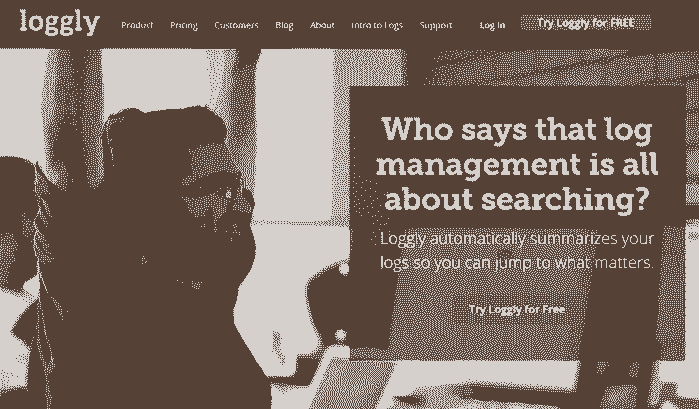 loggly Product Pricing Customers Blog About Intro to Logs Support Log In Try Loggly for FREE
Who says that log
management is all
about searching?
Loggly automatically summarizes your
logs so you can jump to what matters.
Try Loggly for Free